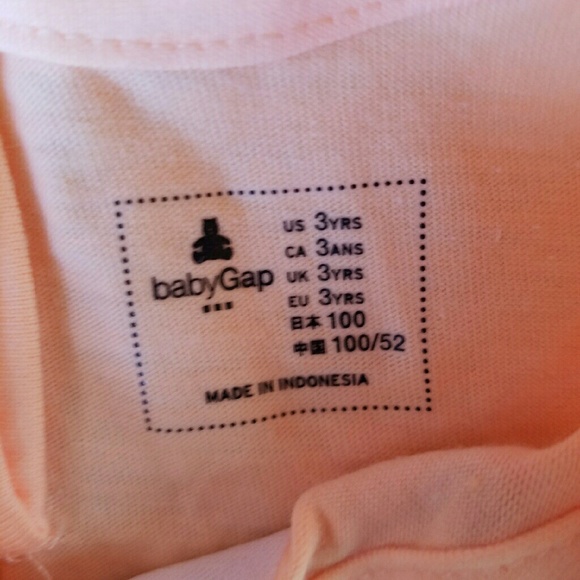 babyGap
US 3YRS
CA 3ANS
UK 3YRS
EU 3YRS
日本 100
中国 100/52
MADE IN INDONESIA